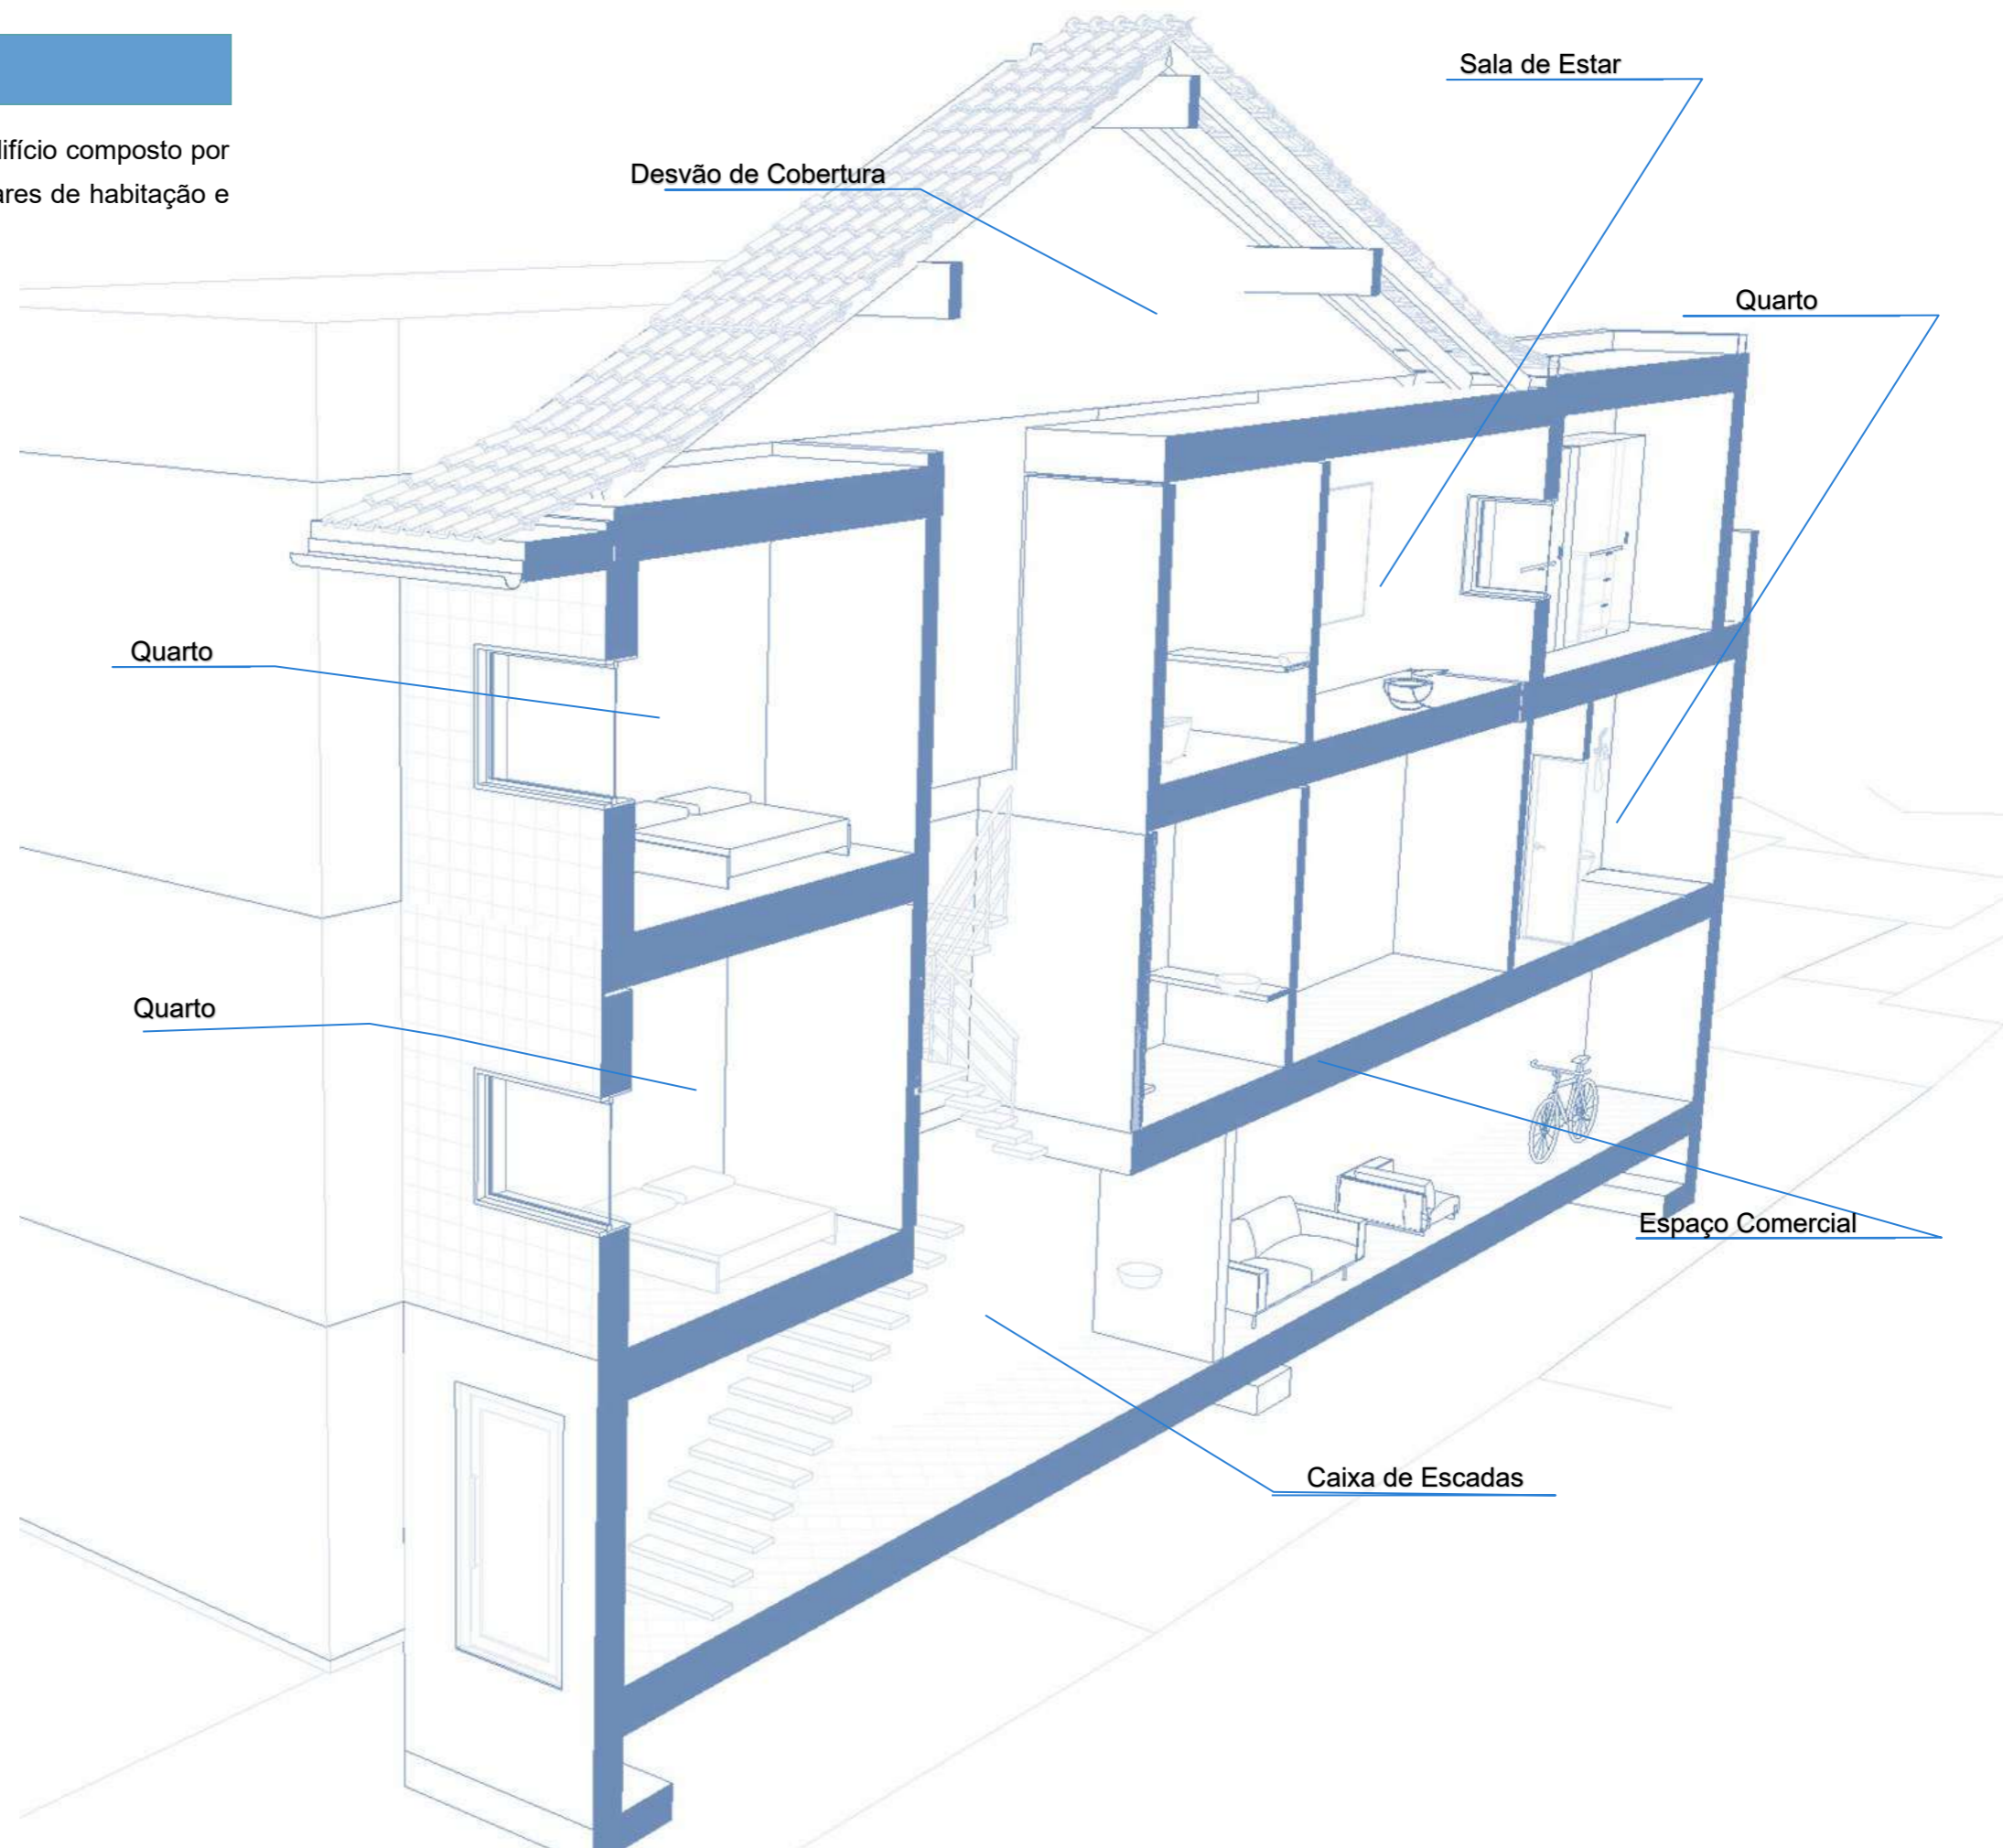 Sala de Estar
por
composto
ares de habitação e
Desvão de Cobertura
Quarto
Quarto
Quarto
Espaço Comercial
Caixa de Escadas